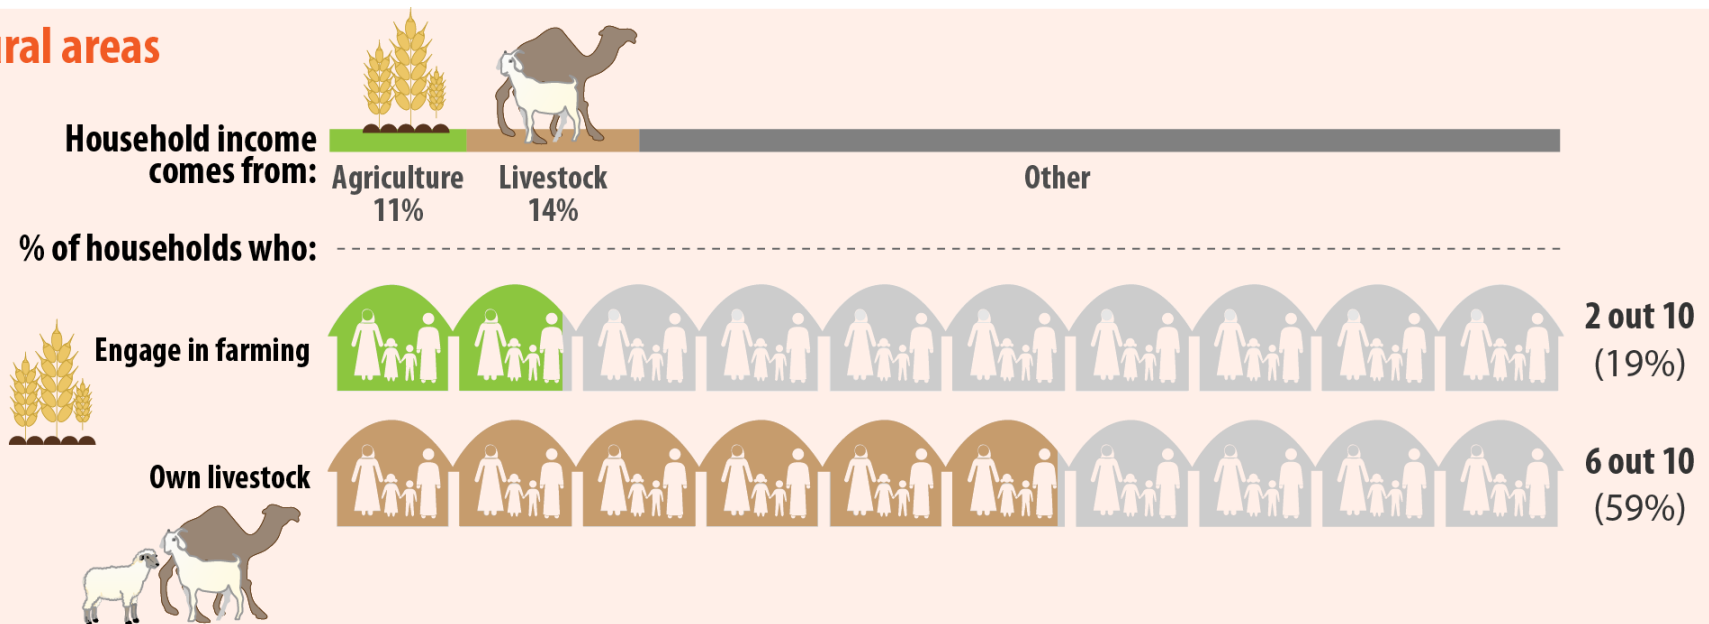 ural areas
Household income
comes from:
Agriculture
11%
Livestock
14%
Other
% of households who:
Engage in farming
2 out 10
(19%)
Own livestock
6 out 10
(59%)